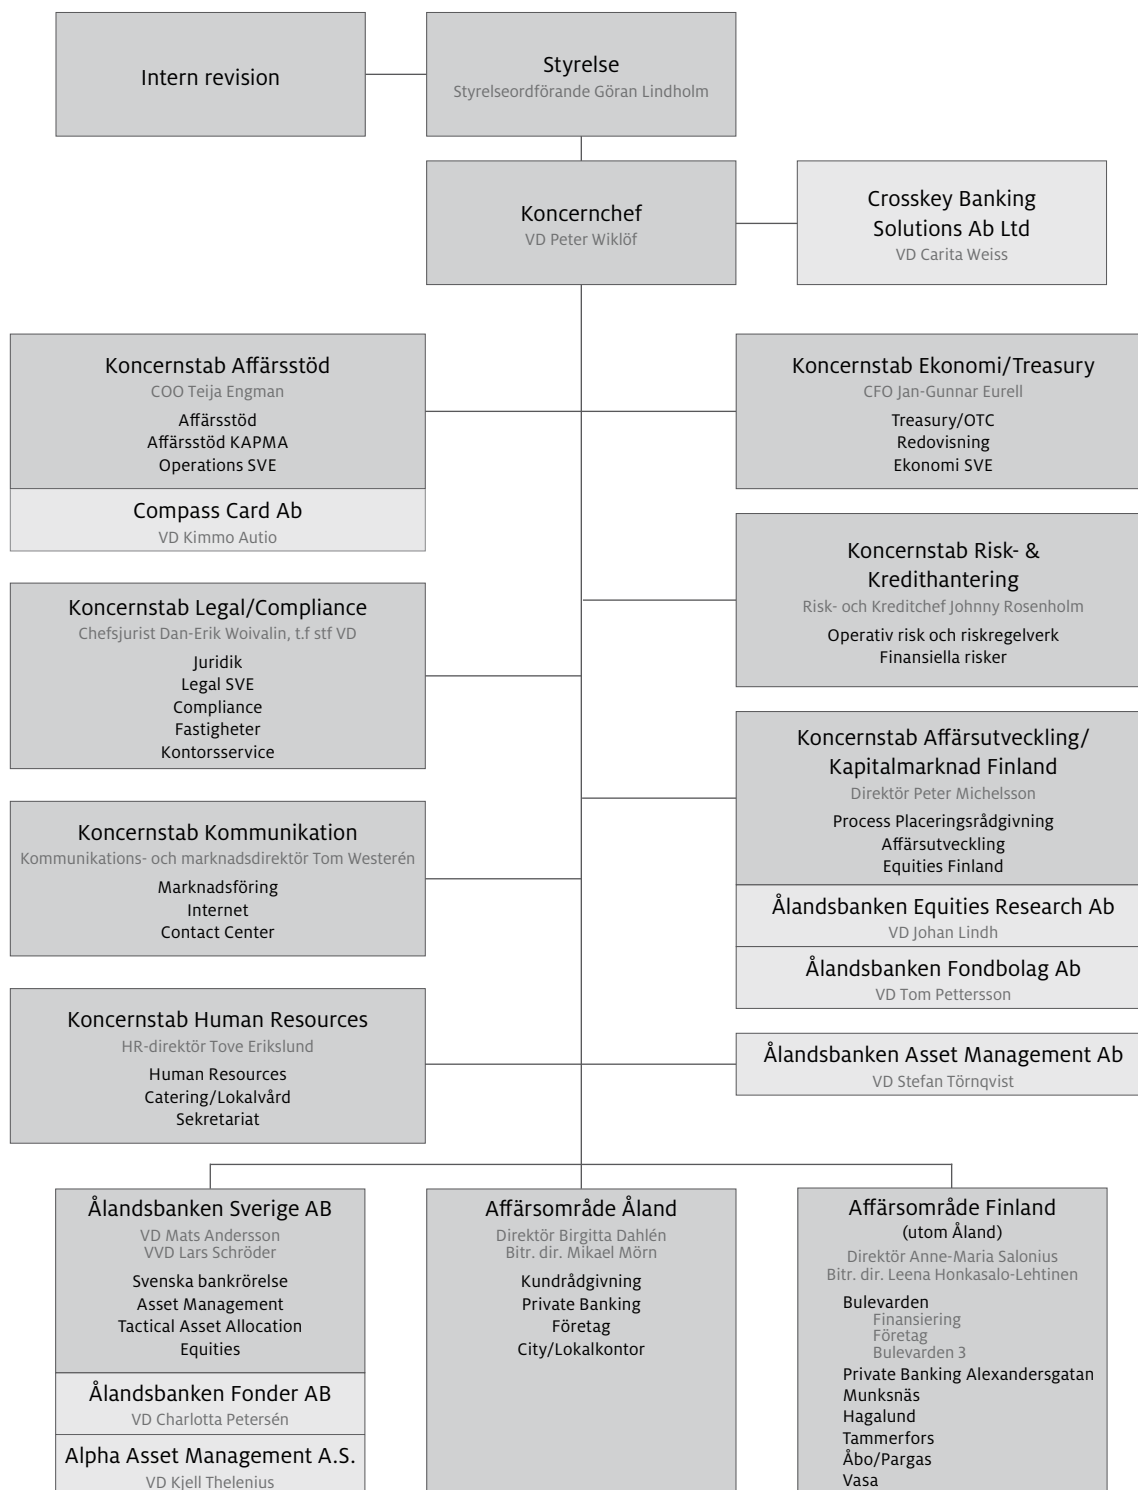 Intern revision
Styrelse
Styrelseordförande Göran Lindholm
Koncernchef
VD Peter Wiklöf
Crosskey Banking
Solutions Ab Ltd
VD Carita Weiss
Koncernstab Affärsstöd
COO Teija Engman
Affärsstöd
Affärsstöd KAPMA
Operations SVE
Compass Card Ab
VD Kimmo Autio
Koncernstab Ekonomi/Treasury
CFO Jan-Gunnar Eurell
Treasury/OTC
Redovisning
Ekonomi SVE
Koncernstab Risk- &
Kredithantering
Risk- och Kreditchef Johnny Rosenholm
Operativ risk och riskregelverk
Finansiella risker
Koncernstab Legal/Compliance
Chefsjurist Dan-Erik Woivalin, t.f stf VD
Juridik
Legal SVE
Compliance
Fastigheter
Kontorsservice
Koncernstab Affärsutveckling/
Kapitalmarknad Finland
Direktör Peter Michelsson
Process Placeringsrådgivning
Affärsutveckling
Equities Finland
Ålandsbanken Equities Research Ab
VD Johan Lindh
Ålandsbanken Fondbolag Ab
VD Tom Pettersson
Koncernstab Kommunikation
Kommunikations- och marknadsdirektör Tom Westerén
Marknadsföring
Internet
Contact Center
Koncernstab Human Resources
HR-direktör Tove Erikslund
Human Resources
Catering/Lokalvård
Sekretariat
Ålandsbanken Asset Management Ab
VD Stefan Törnqvist
Ålandsbanken Sverige AB
VD Mats Andersson
VVD Lars Schröder
Svenska bankrörelse
Asset Management
Tactical Asset Allocation
Equities
Ålandsbanken Fonder AB
VD Charlotta Petersén
Alpha Asset Management A.S.
VD Kjell Thelenius
Affärsområde Åland
Direktör Birgitta Dahlén
Bitr. dir. Mikael Mörn
Kundrådgivning
Private Banking
Företag
City/Lokalkontor
Affärsområde Finland
(utom Åland)
Direktör Anne-Maria Salonius
Bitr. dir. Leena Honkasalo-Lehtinen
Bulevarden
Finansiering
Företag
Bulevarden 3
Private Banking Alexandersgatan
Munksnäs
Hagalund
Tammerfors
Åbo/Pargas
Vasa